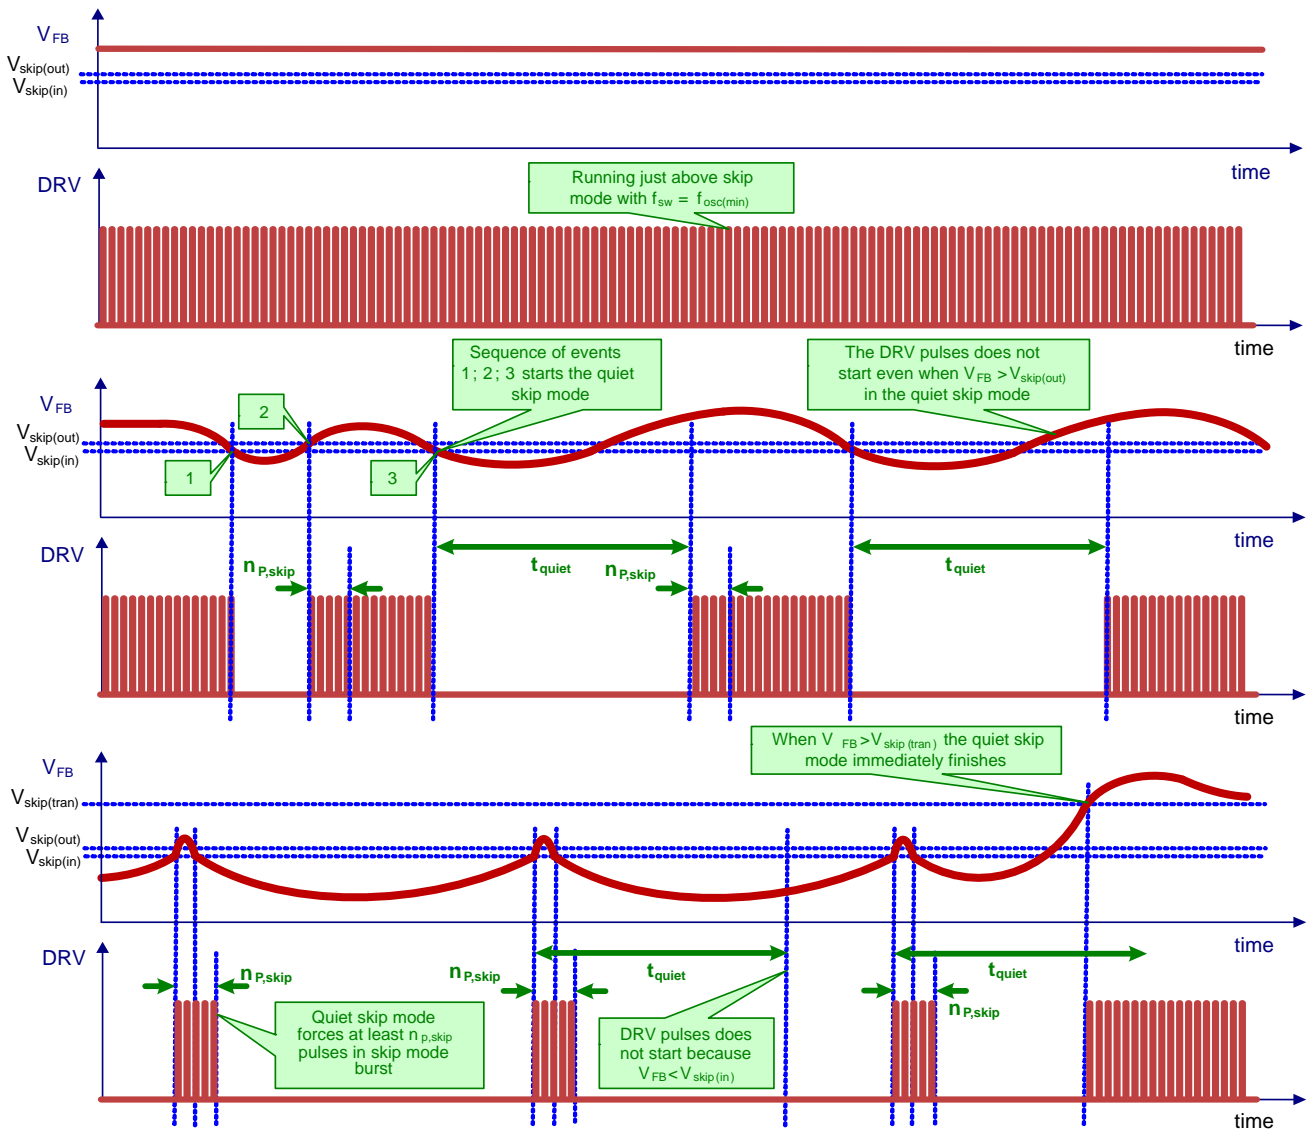 V FB
Vskip(out)
Vskip(in)
time
DRV
Running just above skip
mode with fsw = fosc(min)
time
Sequence of events
1 ; 2 ; 3 starts the quiet
skip mode
The DRV pulses does not
start even when VFB > Vskip(out)
in the quiet skip mode
V FB
2
Vskip(out)
Vskip(in)
1
3
time
DRV
nP,skip
tquiet
nP,skip
tquiet
time
When V FB > Vskip(tran) the quiet skip
mode immediately finishes
V FB
Vskip(tran)
Vskip(out)
Vskip(in)
time
DRV
nP,skip
nP,skip
tquiet
tquiet
nP,skip
Quiet skip mode
forces at least n p,skip
pulses in skip mode
burst
DRV pulses does
not start because
VFB < Vskip(in)
time